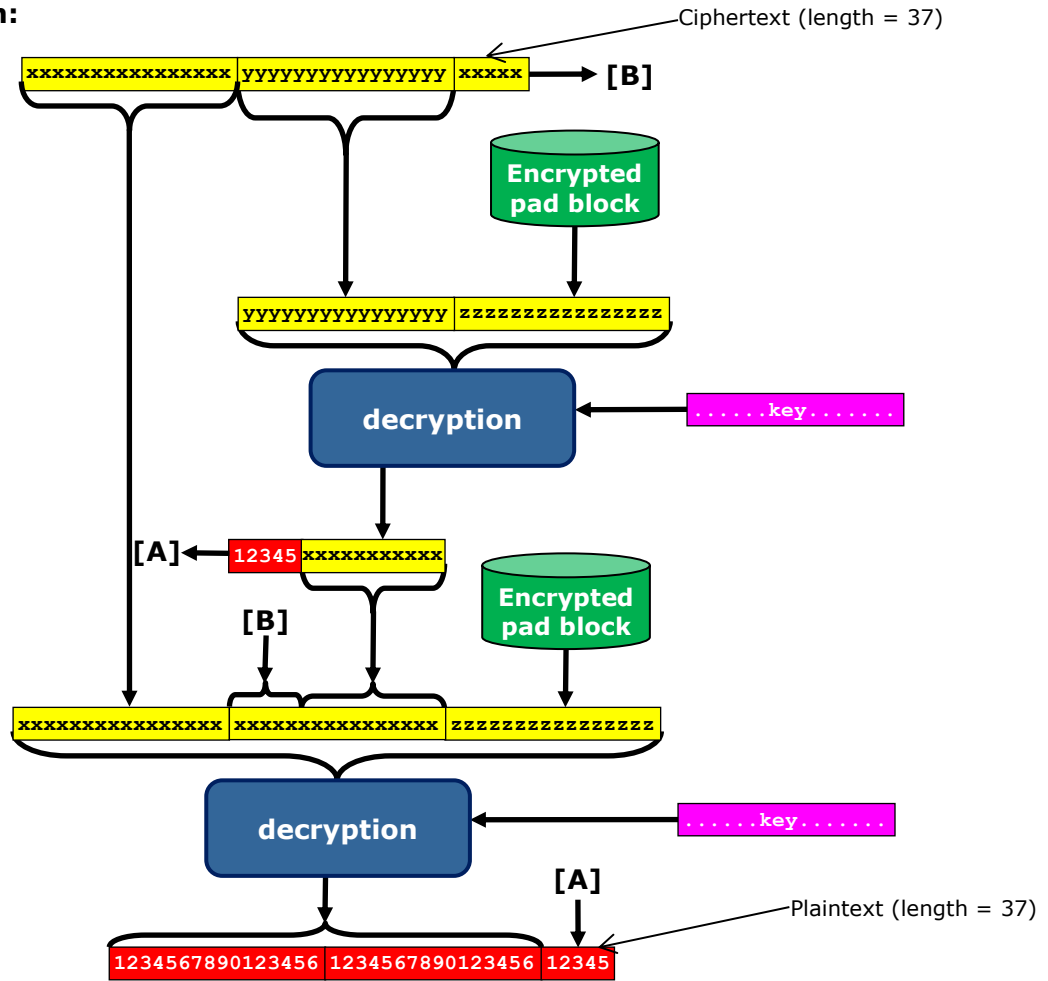 n:
Ciphertext (length = 37)
xxxxxxxxxxxxxxxx yyyyyyyyyyyyyyyy xxxxx [B]
Encrypted
pad block
yyyyyyyyyyyyyyyy zzzzzzzzzzzzzzzz
decryption
......key.......
[A] 12345 xxxxxxxxxxx
Encrypted
pad block
[B]
xxxxxxxxxxxxxxxx xxxxxxxxxxxxxxxx zzzzzzzzzzzzzzzz
decryption
......key.......
[A]
Plaintext (length = 37)
1234567890123456 1234567890123456 12345